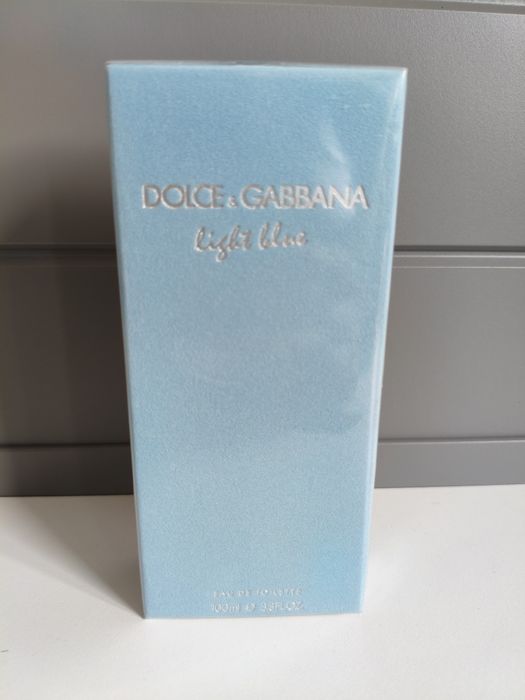 DOLCE & GABBANA
light blue
EAU DE TOILETTE
100ml ℮ 3.3FL.OZ.